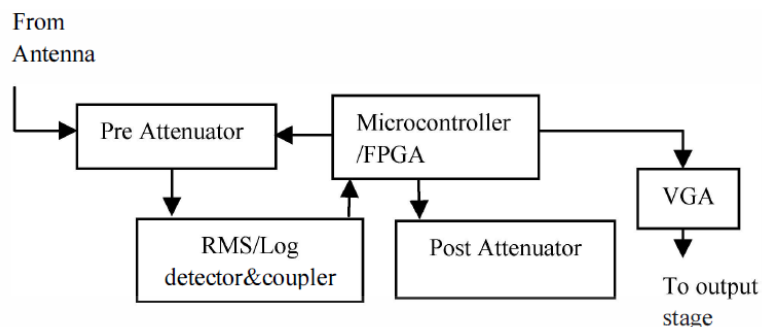 From
Antenna
Pre Attenuator
Microcontroller
/FPGA
VGA
RMS/Log
detector&coupler
Post Attenuator
To output
stage